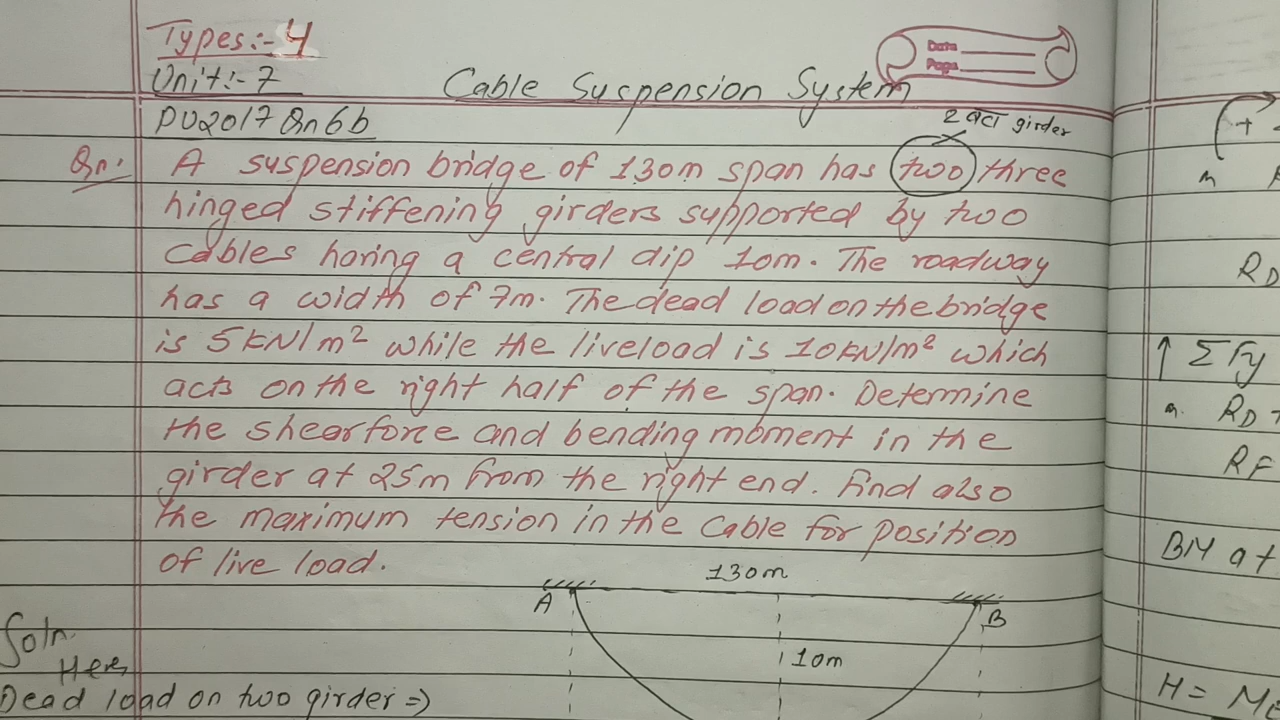 Types:- 4
Unit:- 7
Date
Page
Cable Suspension System
PU2017 Qn6b
2 वटा girder
Qn: A suspension bridge of 130m span has two three
hinged stiffening girders supported by two
cables having a central dip 10m. The roadway
has a width of 7m. The dead load on the bridge
is 5kN/m² while the liveload is 10kN/m² which
acts on the right half of the span. Determine
the shear force and bending moment in the
girder at 25m from the right end. Find also
the maximum tension in the cable for position
of live load.
130m
A
B
10m
Soln.
Here,
Dead load on two girder =>
+
RD
↑ ΣFy
RD +
RF
BM at
H =